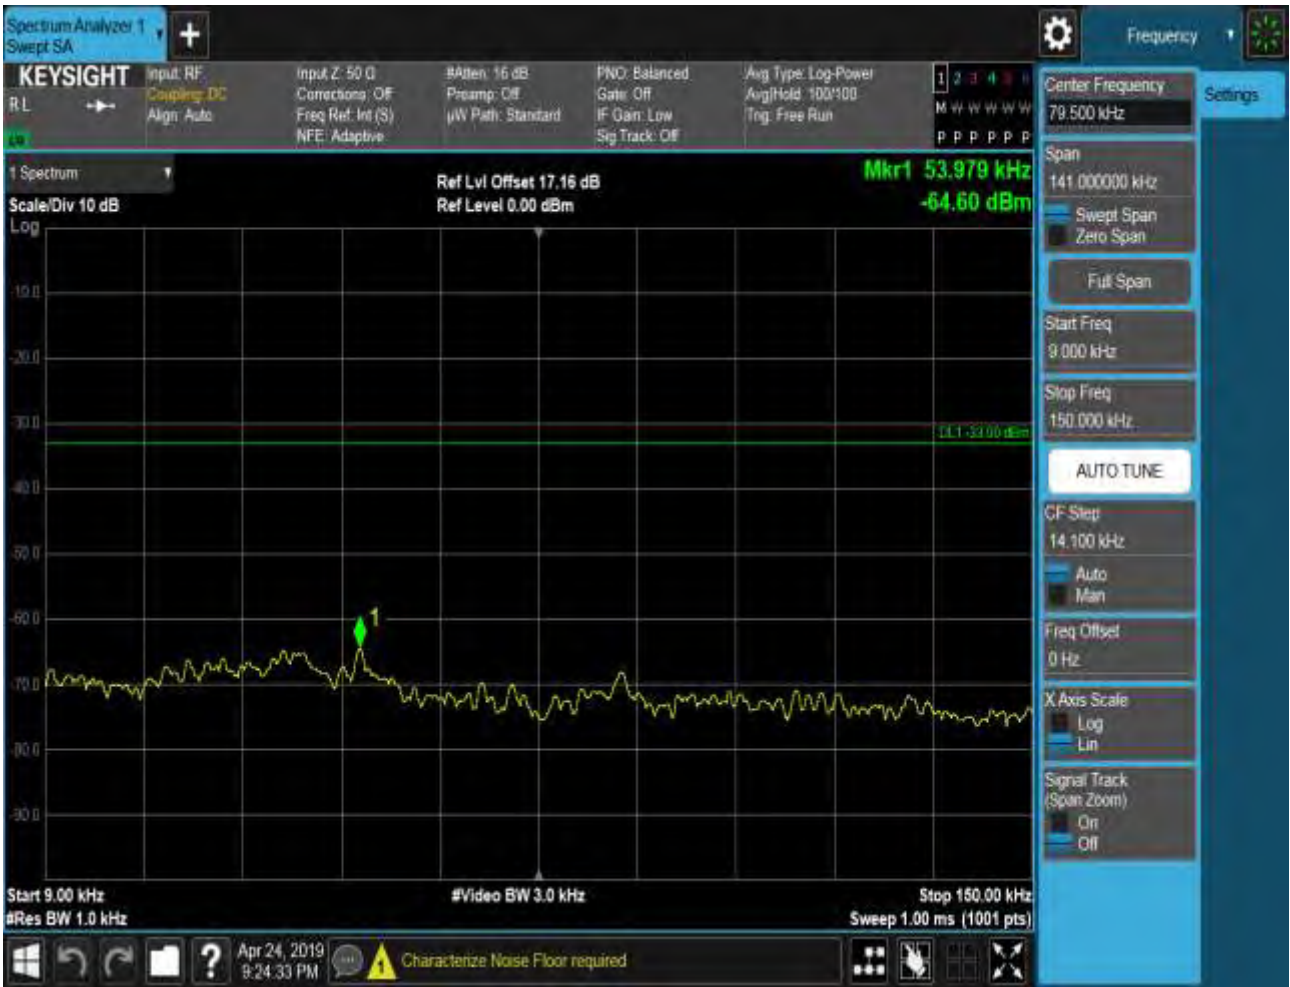 Spectrum Analyzer 1
Swept SA
+
Frequency
KEYSIGHT
RL
Input: RF
Coupling: DC
Align: Auto
Input Z: 50 Ω
Corrections: Off
Freq Ref: Int (S)
NFE: Adaptive
#Atten: 16 dB
Preamp: Off
µW Path: Standard
PNO: Balanced
Gate: Off
IF Gain: Low
Sig Track: Off
Avg Type: Log-Power
Avg|Hold: 100/100
Trig: Free Run
1 2 3 4 5 6
M W W W W W
P P P P P P
1 Spectrum
Scale/Div 10 dB
Log
Ref Lvl Offset 17.16 dB
Ref Level 0.00 dBm
Mkr1 53.979 kHz
-64.60 dBm
-10.0
-20.0
-30.0
DL1 -33.00 dBm
-40.0
-50.0
-60.0
1
-70.0
-80.0
-90.0
Start 9.00 kHz
#Res BW 1.0 kHz
#Video BW 3.0 kHz
Stop 150.00 kHz
Sweep 1.00 ms (1001 pts)
Center Frequency
79.500 kHz
Settings
Span
141.000000 kHz
Swept Span
Zero Span
Full Span
Start Freq
9.000 kHz
Stop Freq
150.000 kHz
AUTO TUNE
CF Step
14.100 kHz
Auto
Man
Freq Offset
0 Hz
X Axis Scale
Log
Lin
Signal Track
(Span Zoom)
On
Off
?
Apr 24, 2019
9:24:33 PM
1
Characterize Noise Floor required